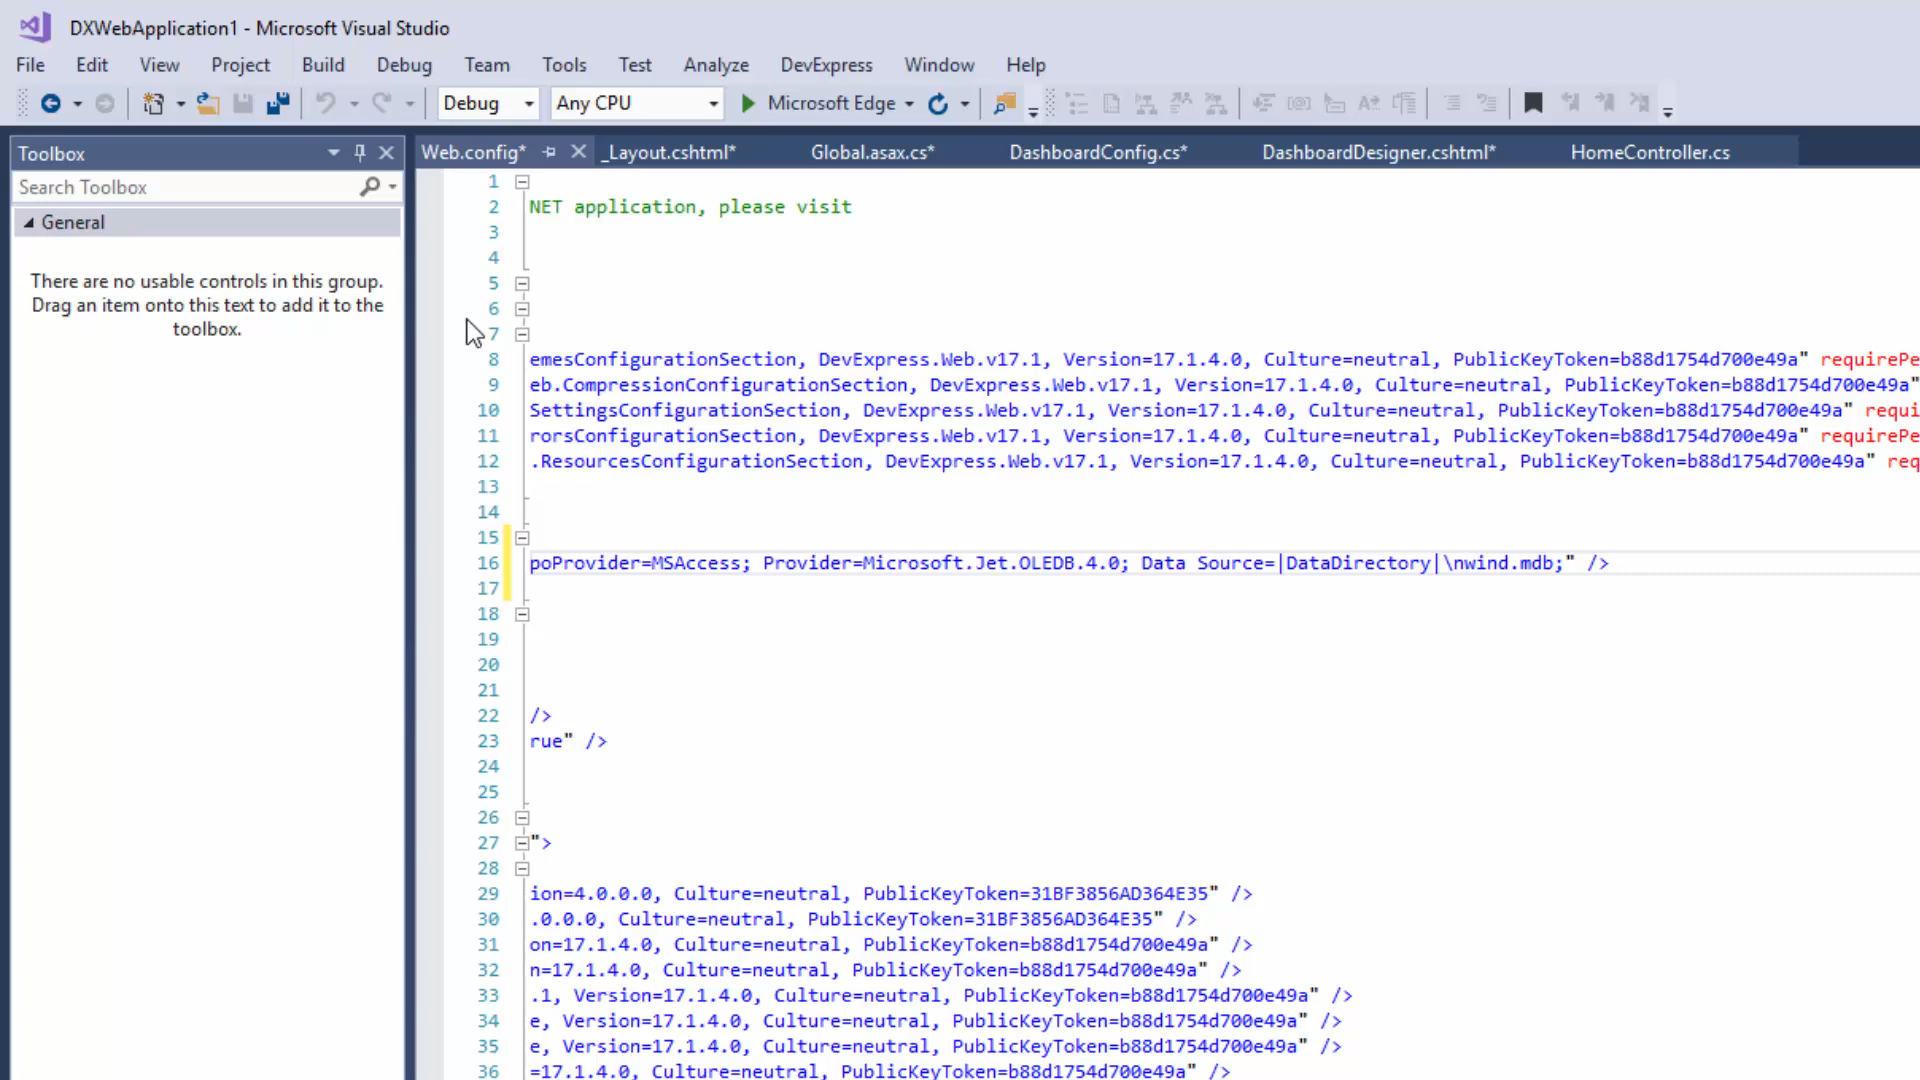 DXWebApplication1 - Microsoft Visual Studio
File Edit View Project Build Debug Team Tools Test Analyze DevExpress Window Help
Debug Any CPU Microsoft Edge
Toolbox
Search Toolbox
General
There are no usable controls in this group.
Drag an item onto this text to add it to the
toolbox.
Web.config* _Layout.cshtml* Global.asax.cs* DashboardConfig.cs* DashboardDesigner.cshtml* HomeController.cs
1
2 NET application, please visit
3
4
5
6
7
8 emesConfigurationSection, DevExpress.Web.v17.1, Version=17.1.4.0, Culture=neutral, PublicKeyToken=b88d1754d700e49a" requirePe
9 eb.CompressionConfigurationSection, DevExpress.Web.v17.1, Version=17.1.4.0, Culture=neutral, PublicKeyToken=b88d1754d700e49a"
10 SettingsConfigurationSection, DevExpress.Web.v17.1, Version=17.1.4.0, Culture=neutral, PublicKeyToken=b88d1754d700e49a" requi
11 rorsConfigurationSection, DevExpress.Web.v17.1, Version=17.1.4.0, Culture=neutral, PublicKeyToken=b88d1754d700e49a" requirePe
12 .ResourcesConfigurationSection, DevExpress.Web.v17.1, Version=17.1.4.0, Culture=neutral, PublicKeyToken=b88d1754d700e49a" req
13
14
15
16 poProvider=MSAccess; Provider=Microsoft.Jet.OLEDB.4.0; Data Source=|DataDirectory|\nwind.mdb;" />
17
18
19
20
21
22 />
23 rue" />
24
25
26
27 ">
28
29 ion=4.0.0.0, Culture=neutral, PublicKeyToken=31BF3856AD364E35" />
30 .0.0.0, Culture=neutral, PublicKeyToken=31BF3856AD364E35" />
31 on=17.1.4.0, Culture=neutral, PublicKeyToken=b88d1754d700e49a" />
32 n=17.1.4.0, Culture=neutral, PublicKeyToken=b88d1754d700e49a" />
33 .1, Version=17.1.4.0, Culture=neutral, PublicKeyToken=b88d1754d700e49a" />
34 e, Version=17.1.4.0, Culture=neutral, PublicKeyToken=b88d1754d700e49a" />
35 e, Version=17.1.4.0, Culture=neutral, PublicKeyToken=b88d1754d700e49a" />
36 =17.1.4.0, Culture=neutral, PublicKeyToken=b88d1754d700e49a" />